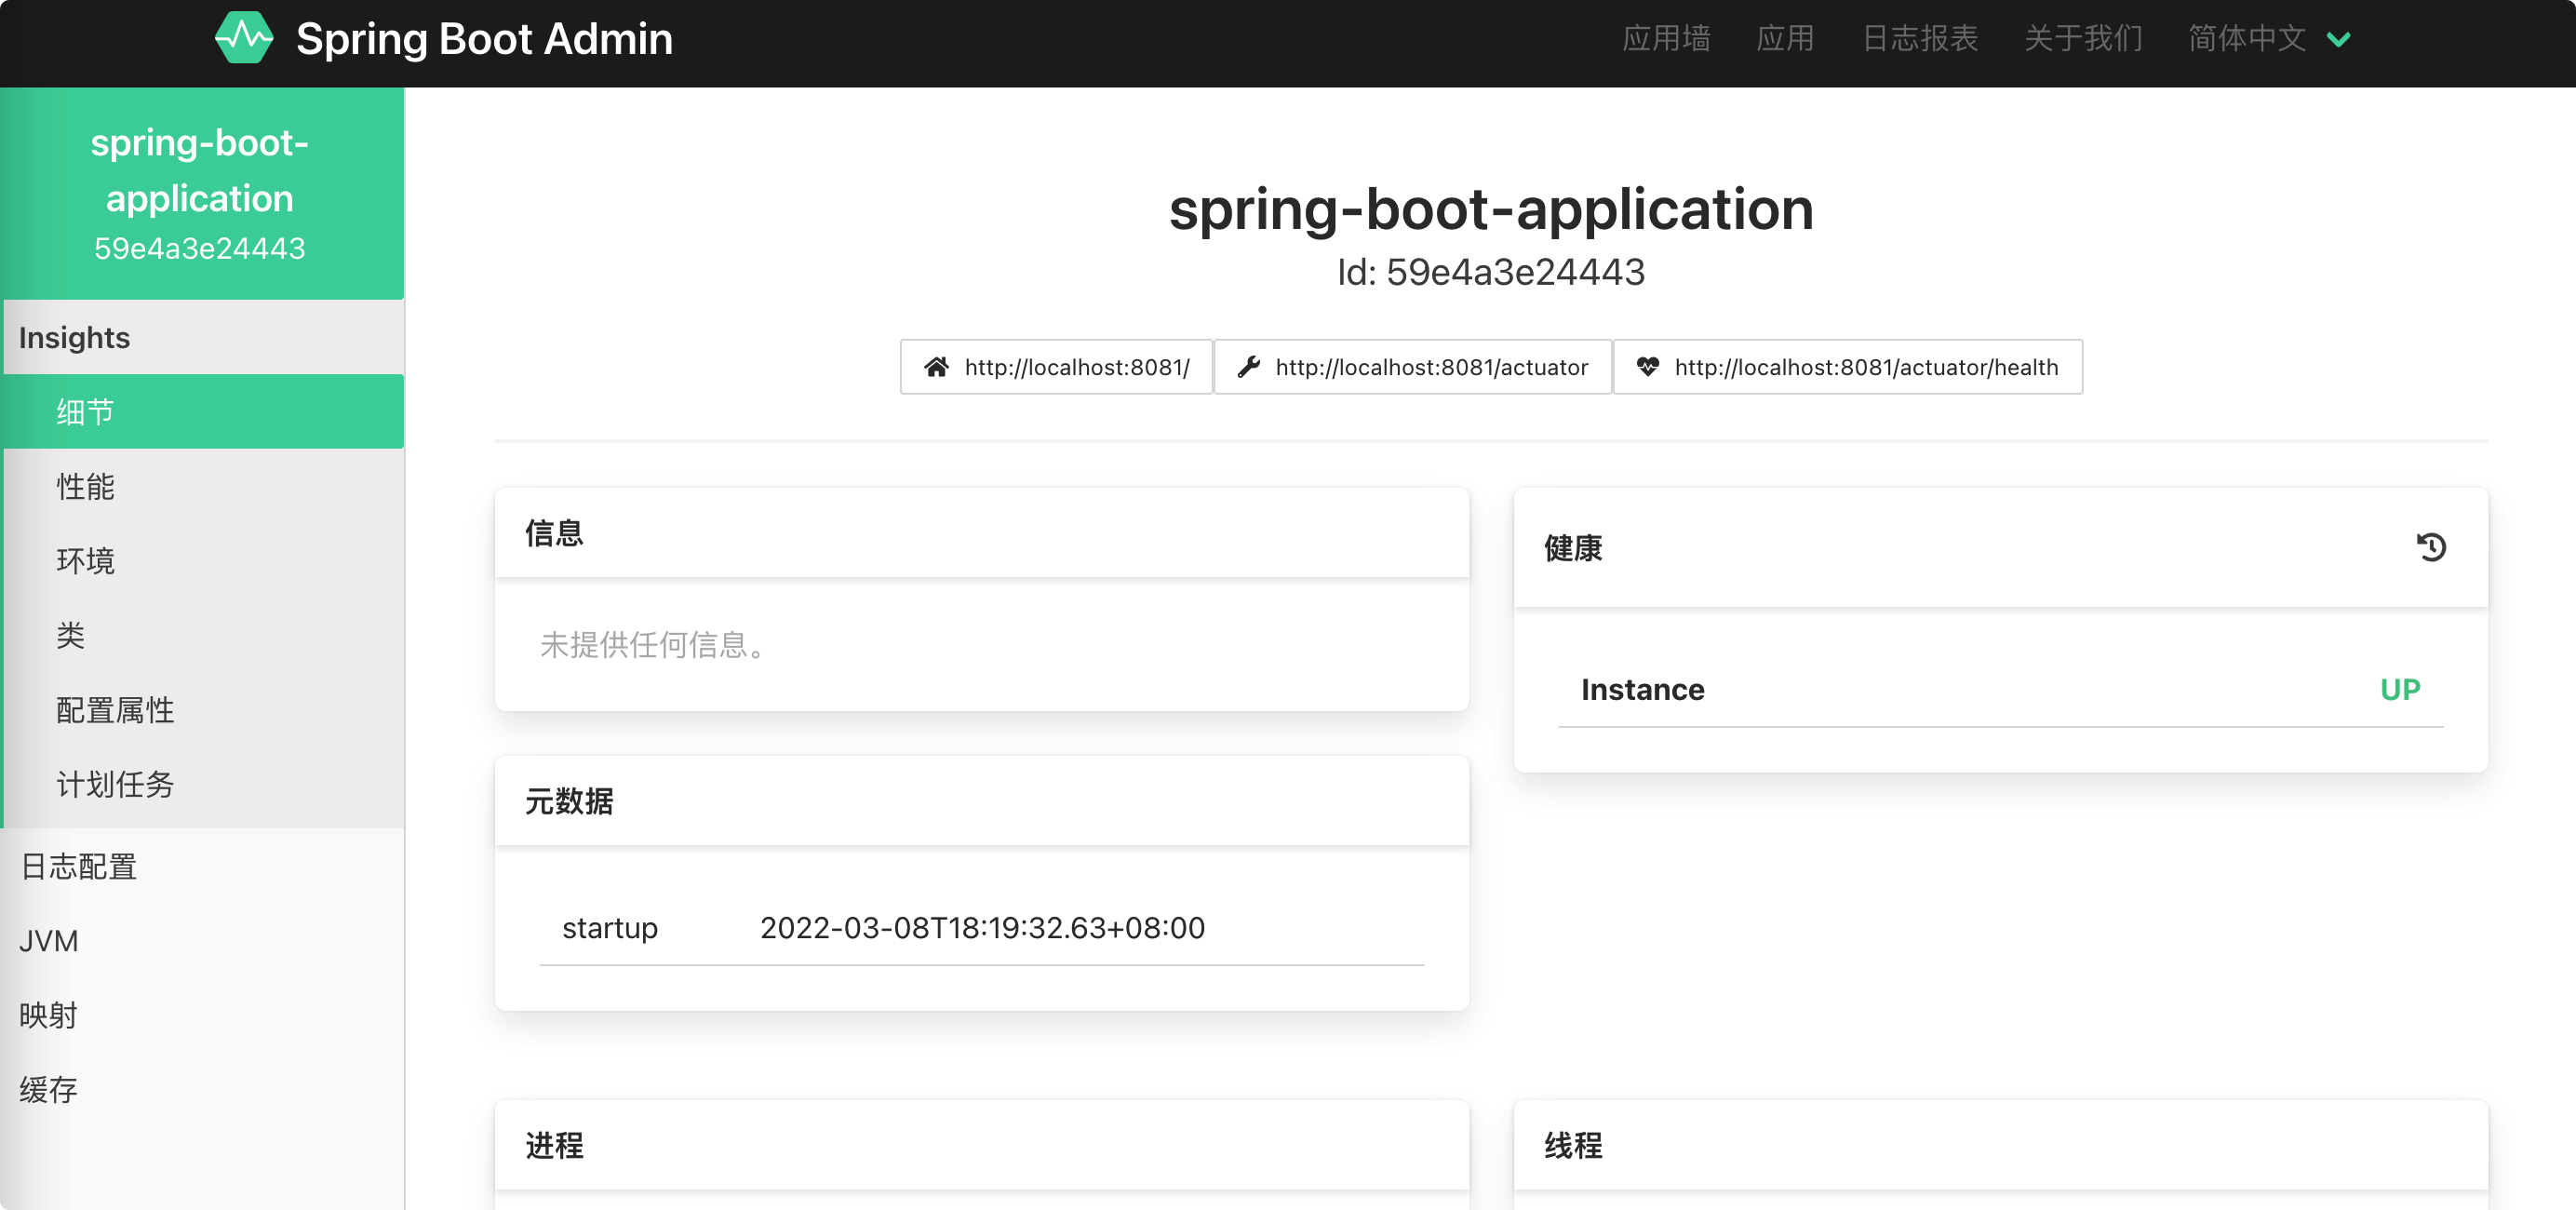 Spring Boot Admin
应用墙 应用 日志报表 关于我们 简体中文
spring-boot-
application
59e4a3e24443
Insights
细节
性能
环境
类
配置属性
计划任务
日志配置
JVM
映射
缓存
spring-boot-application
Id: 59e4a3e24443
http://localhost:8081/ http://localhost:8081/actuator http://localhost:8081/actuator/health
信息
未提供任何信息。
健康
Instance UP
元数据
startup 2022-03-08T18:19:32.63+08:00
进程
线程